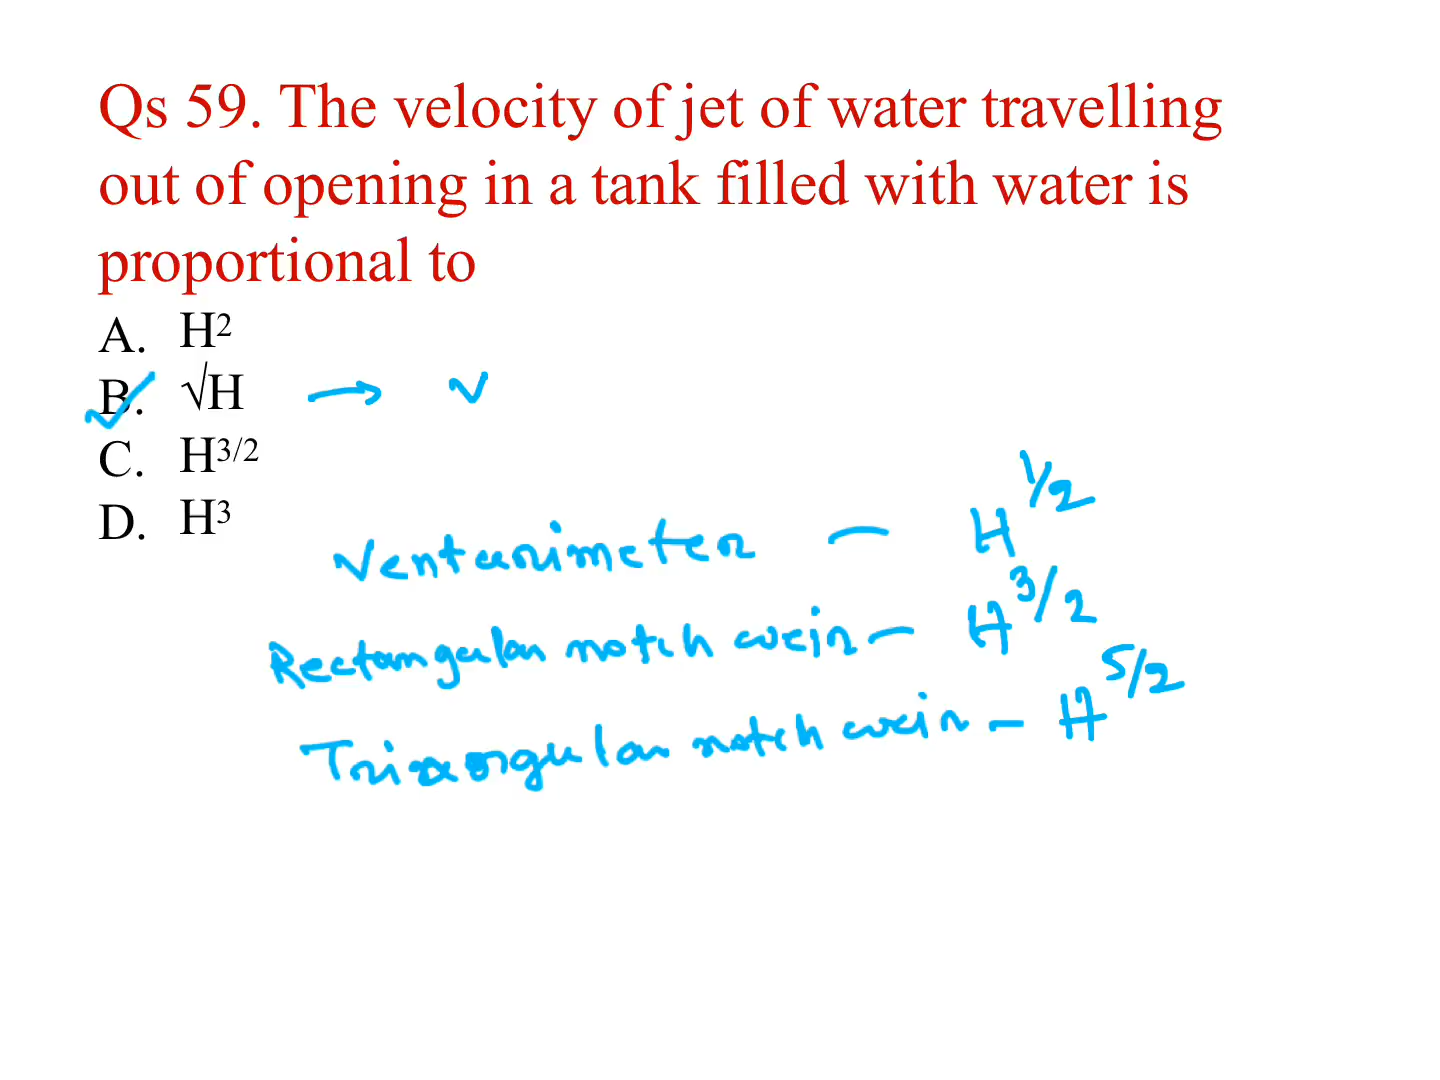 Qs 59. The velocity of jet of water travelling
out of opening in a tank filled with water is
proportional to
A. H²
B. √H → V
C. H³/²
D. H³
Venturimeter – H^1/2
Rectangular notch weir – H^3/2
Triangular notch weir – H^5/2